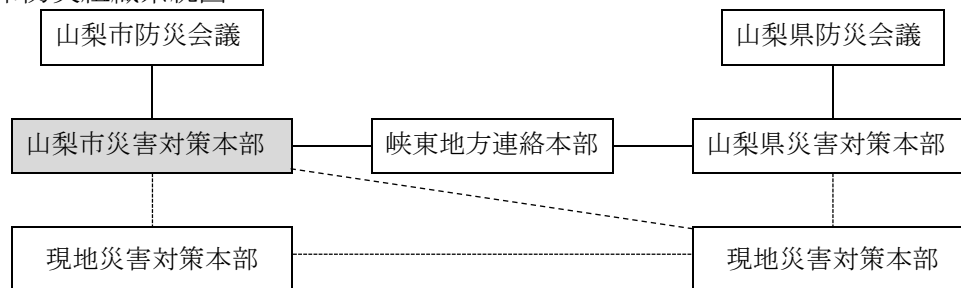 山梨市防災会議 山梨県防災会議
山梨市災害対策本部 峡東地方連絡本部 山梨県災害対策本部
現地災害対策本部 現地災害対策本部